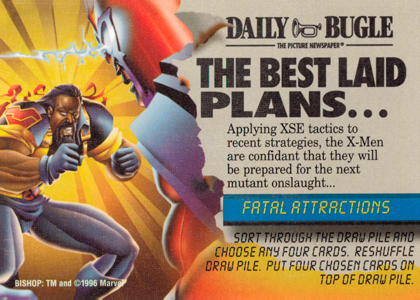 DAILY BUGLE
THE PICTURE NEWSPAPER®
THE BEST LAID
PLANS...
Applying XSE tactics to
recent strategies, the X-Men
are confidant that they will
be prepared for the next
mutant onslaught...
FATAL ATTRACTIONS
SORT THROUGH THE DRAW PILE AND
CHOOSE ANY FOUR CARDS. RESHUFFLE
DRAW PILE. PUT FOUR CHOSEN CARDS ON
TOP OF DRAW PILE.
BISHOP: TM and ©1996 Marvel